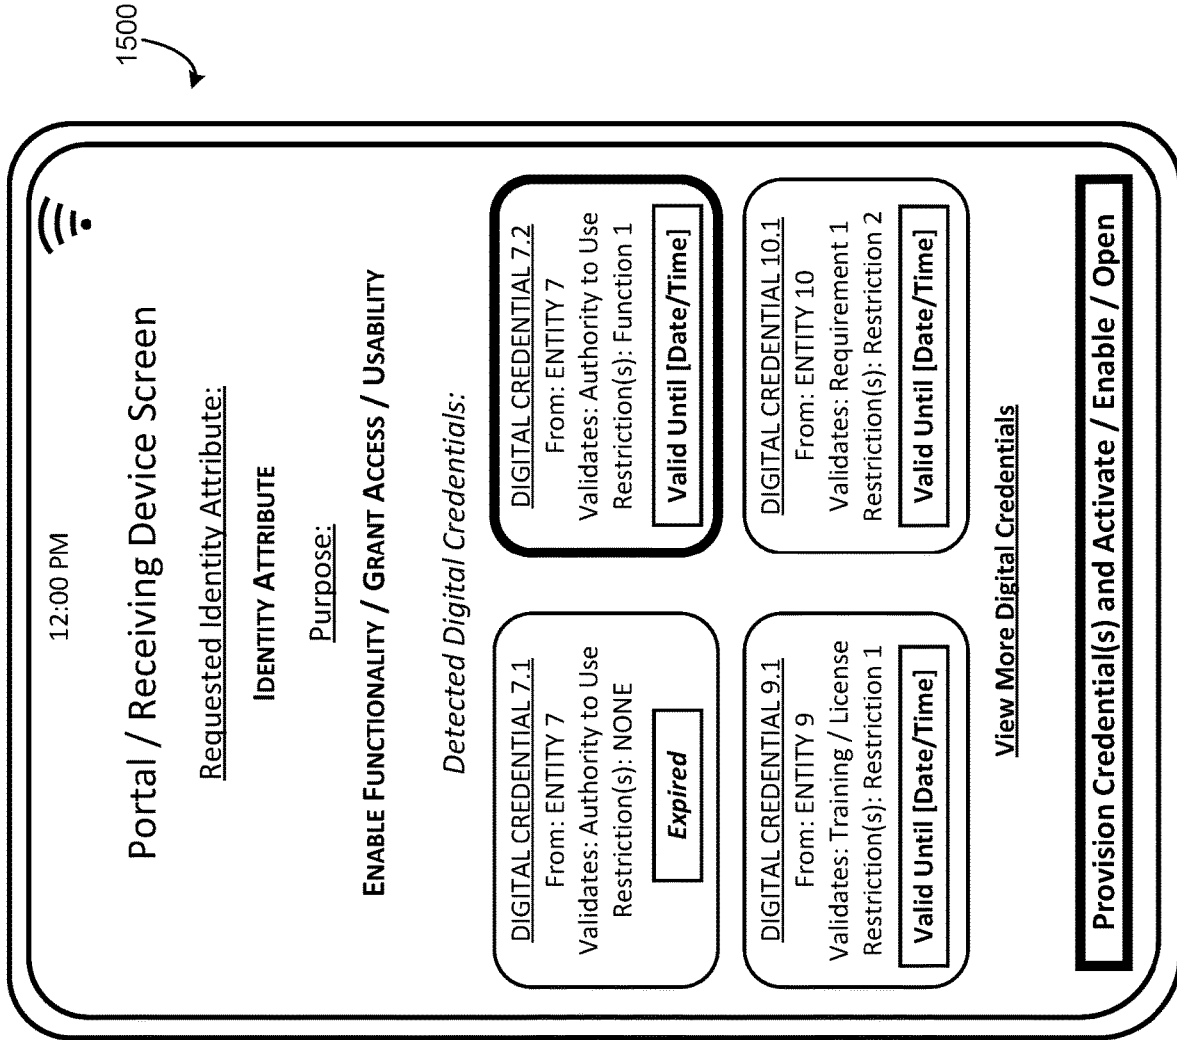 1500
12:00 PM
Portal / Receiving Device Screen
Requested Identity Attribute:
IDENTITY ATTRIBUTE
Purpose:
ENABLE FUNCTIONALITY / GRANT ACCESS / USABILITY
Detected Digital Credentials:
DIGITAL CREDENTIAL 7.1
From: ENTITY 7
Validates: Authority to Use
Restriction(s): NONE
Expired
DIGITAL CREDENTIAL 7.2
From: ENTITY 7
Validates: Authority to Use
Restriction(s): Function 1
Valid Until [Date/Time]
DIGITAL CREDENTIAL 9.1
From: ENTITY 9
Validates: Training / License
Restriction(s): Restriction 1
Valid Until [Date/Time]
DIGITAL CREDENTIAL 10.1
From: ENTITY 10
Validates: Requirement 1
Restriction(s): Restriction 2
Valid Until [Date/Time]
View More Digital Credentials
Provision Credential(s) and Activate / Enable / Open